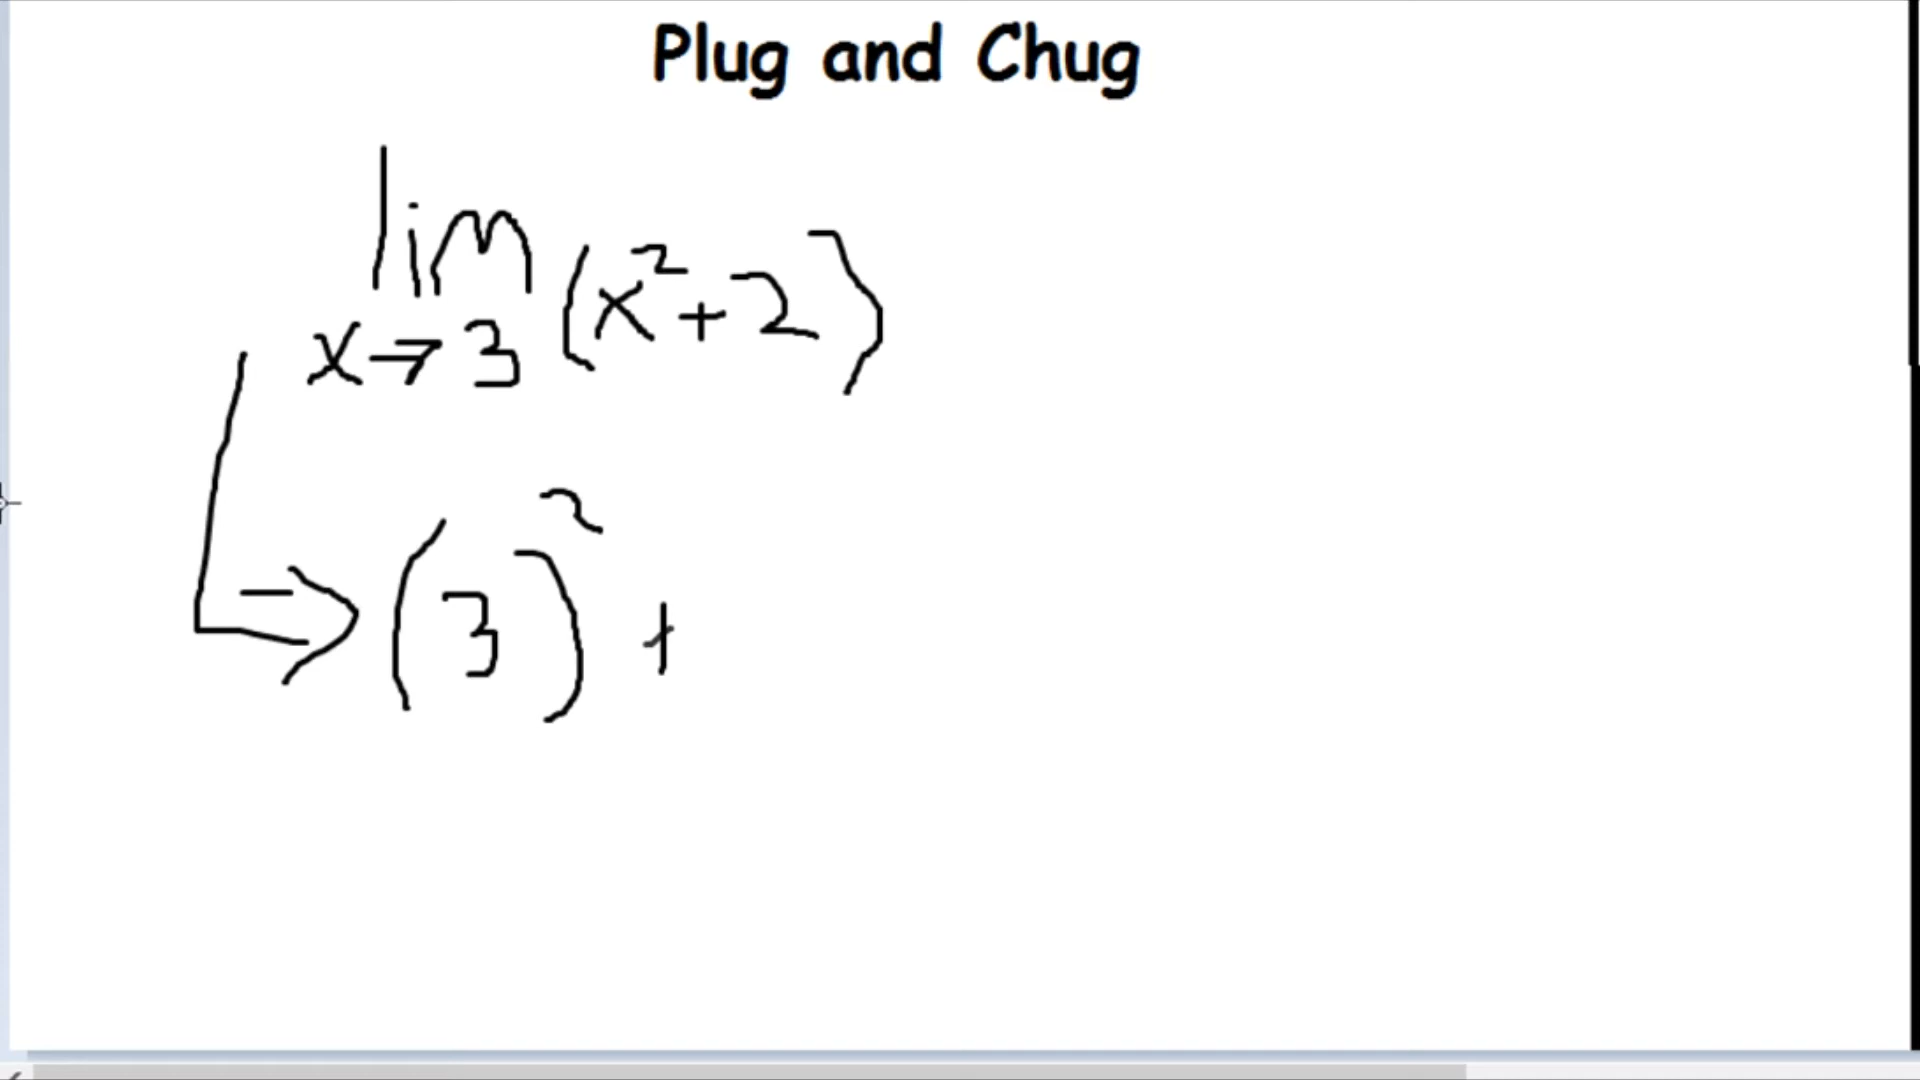 Plug and Chug
lim (x²+2)
x→3
⇒ (3)² +